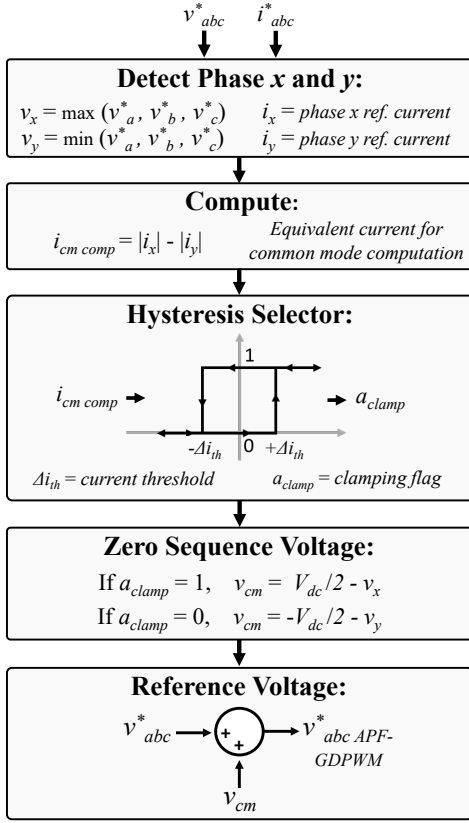 v*abc i*abc
Detect Phase x and y:
vx = max (v*a , v*b , v*c) ix = phase x ref. current
vy = min (v*a , v*b , v*c) iy = phase y ref. current
Compute:
icm comp = |ix| - |iy|
Equivalent current for
common mode computation
Hysteresis Selector:
1
icm comp
aclamp
0
-Δith +Δith
Δith = current threshold aclamp = clamping flag
Zero Sequence Voltage:
If aclamp = 1, vcm = Vdc /2 - vx
If aclamp = 0, vcm = -Vdc /2 - vy
Reference Voltage:
v*abc + + v*abc APF-
GDPWM
vcm